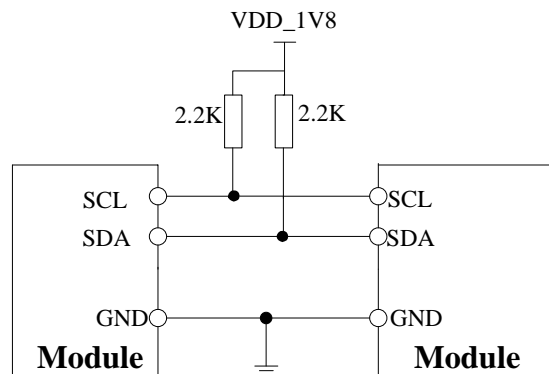 VDD_1V8
2.2K 2.2K
SCL SCL
SDA SDA
GND GND
Module Module